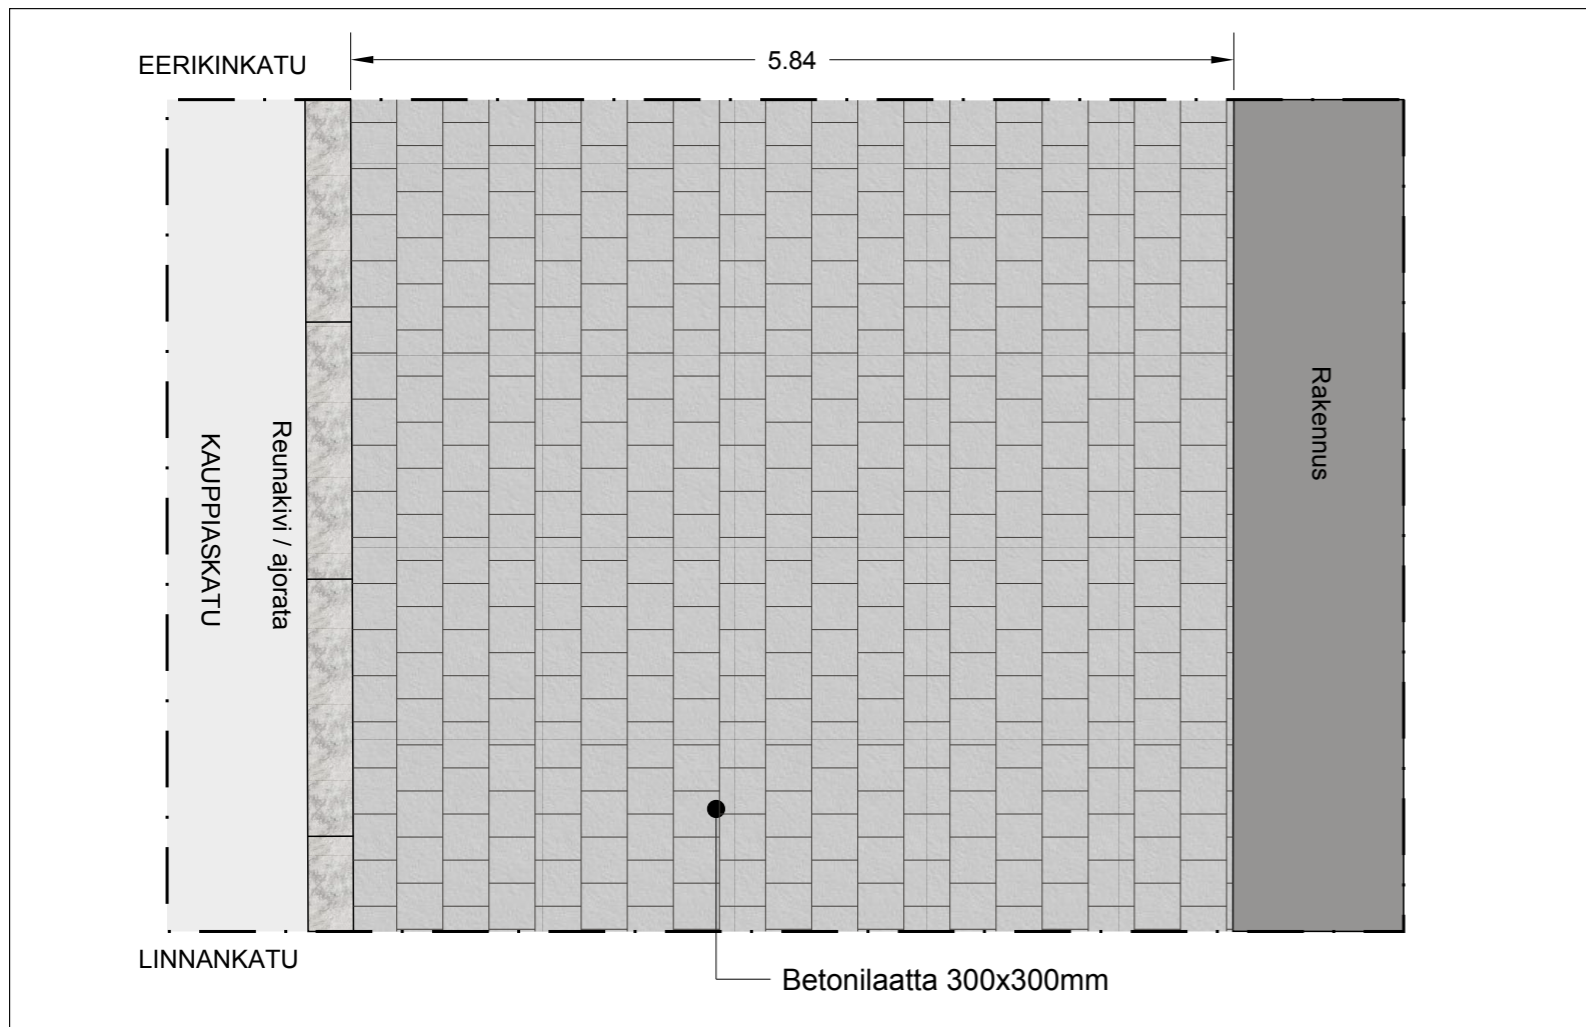 EERIKINKATU
5.84
KAUPPIASKATU
Reunakivi / ajorata
Rakennus
LINNANKATU
Betonilaatta 300x300mm